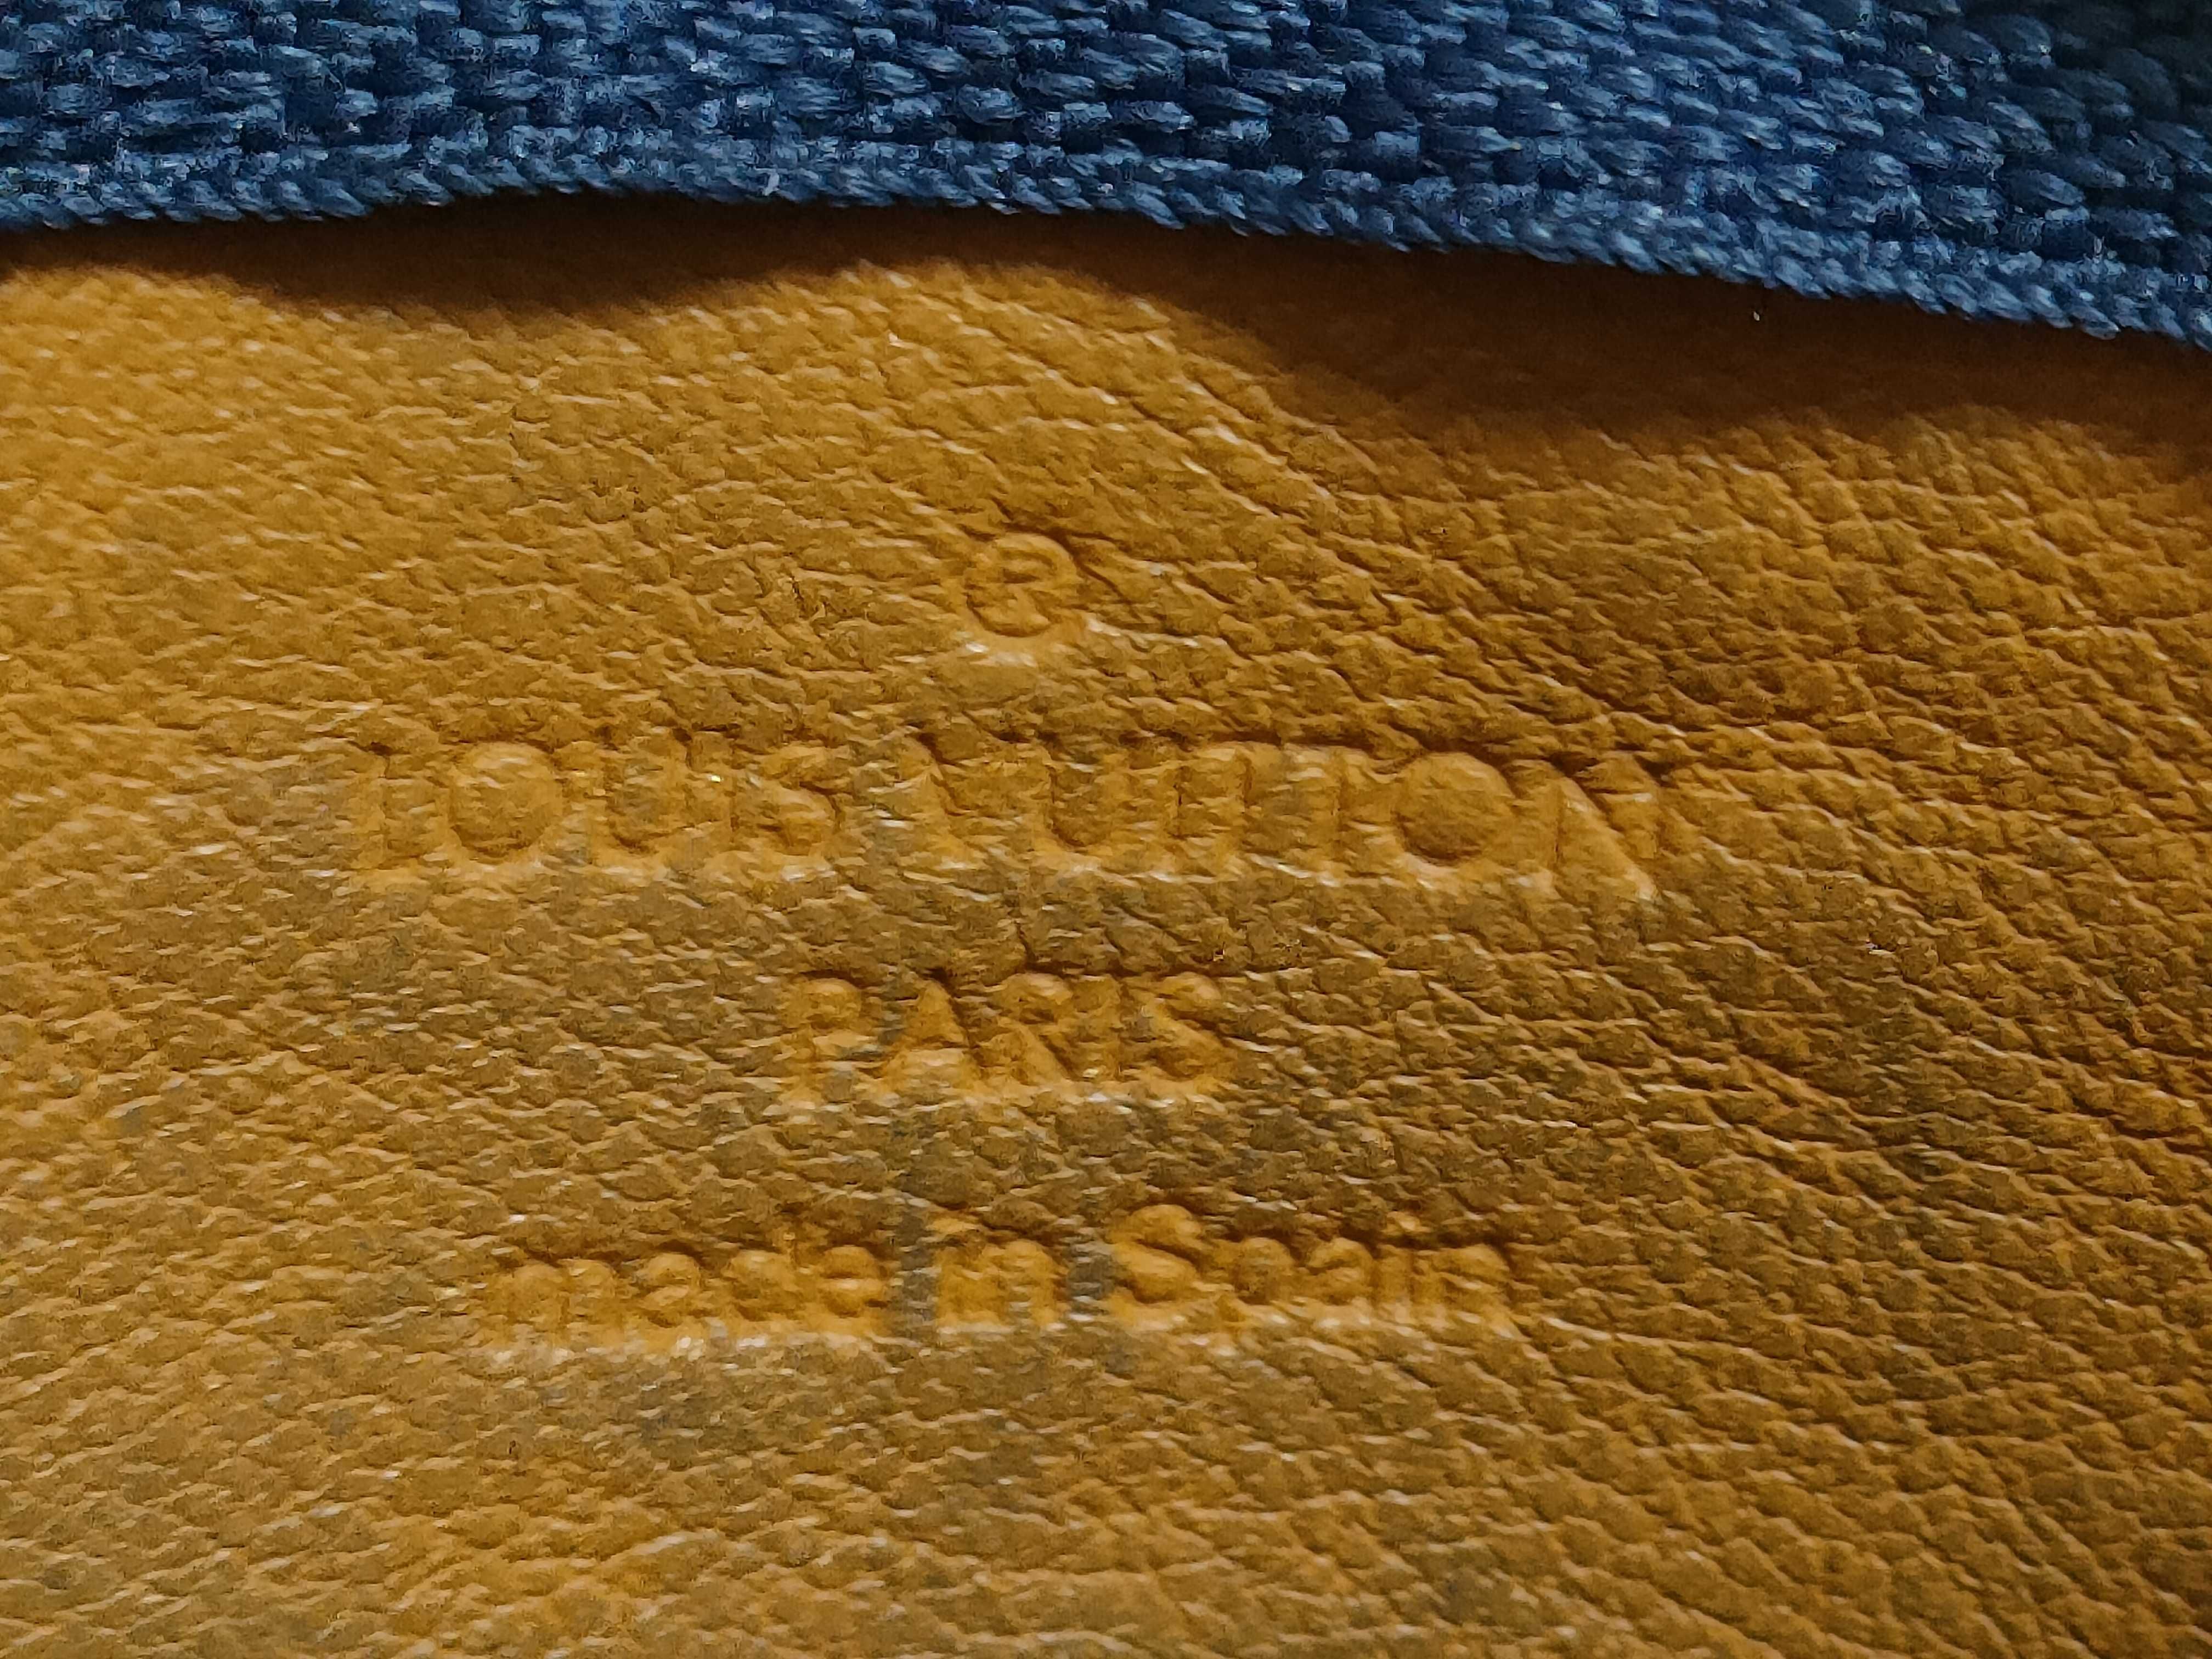 ®
LOUIS VUITTON
PARIS
made in Spain